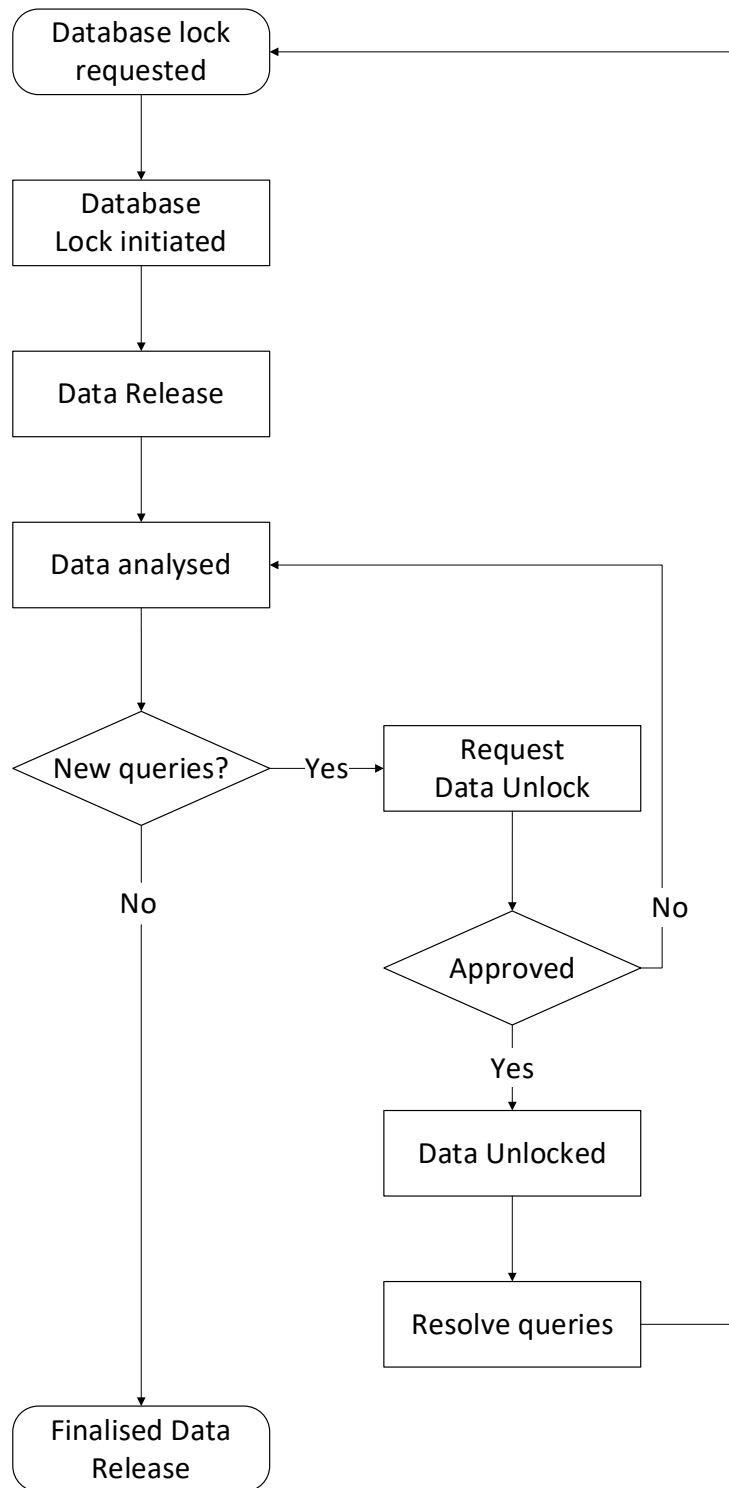 Database lock
requested
Database
Lock initiated
Data Release
Data analysed
New queries?
Yes
Request
Data Unlock
No
No
Approved
Yes
Data Unlocked
Resolve queries
Finalised Data
Release